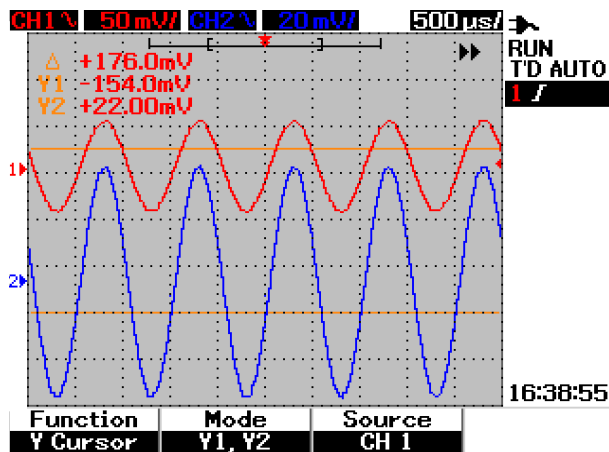 CH1 50 mV/ CH2 20 mV/ 500 µs/
RUN
T'D AUTO
1
Δ +176.0mV
Y1 -154.0mV
Y2 +22.00mV
1
2
16:38:55
Function Mode Source
Y Cursor Y1, Y2 CH 1